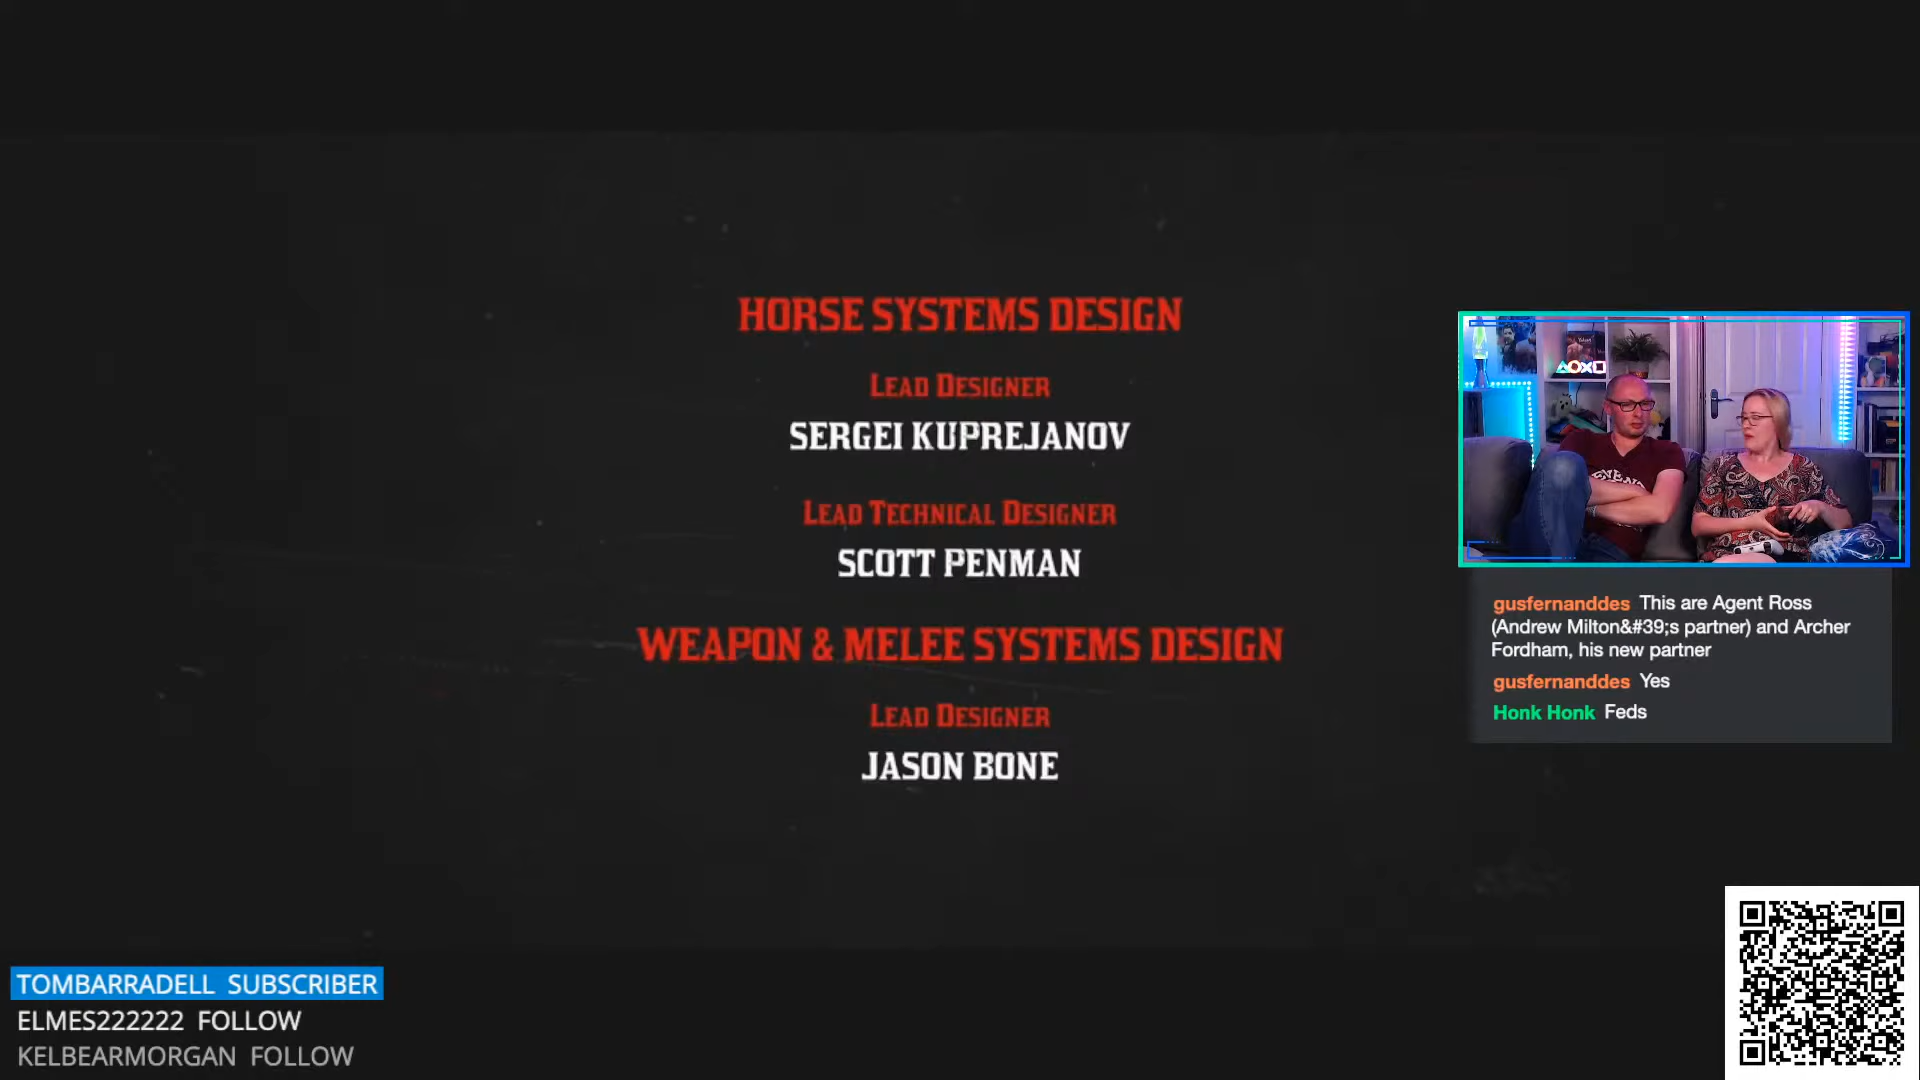 HORSE SYSTEMS DESIGN
LEAD DESIGNER
SERGEI KUPREJANOV
LEAD TECHNICAL DESIGNER
SCOTT PENMAN
WEAPON & MELEE SYSTEMS DESIGN
LEAD DESIGNER
JASON BONE
gusfernanddes This are Agent Ross
(Andrew Milton&#39;s partner) and Archer
Fordham, his new partner
gusfernanddes Yes
Honk Honk Feds
TOMBARRADELL SUBSCRIBER
ELMES222222 FOLLOW
KELBEARMORGAN FOLLOW